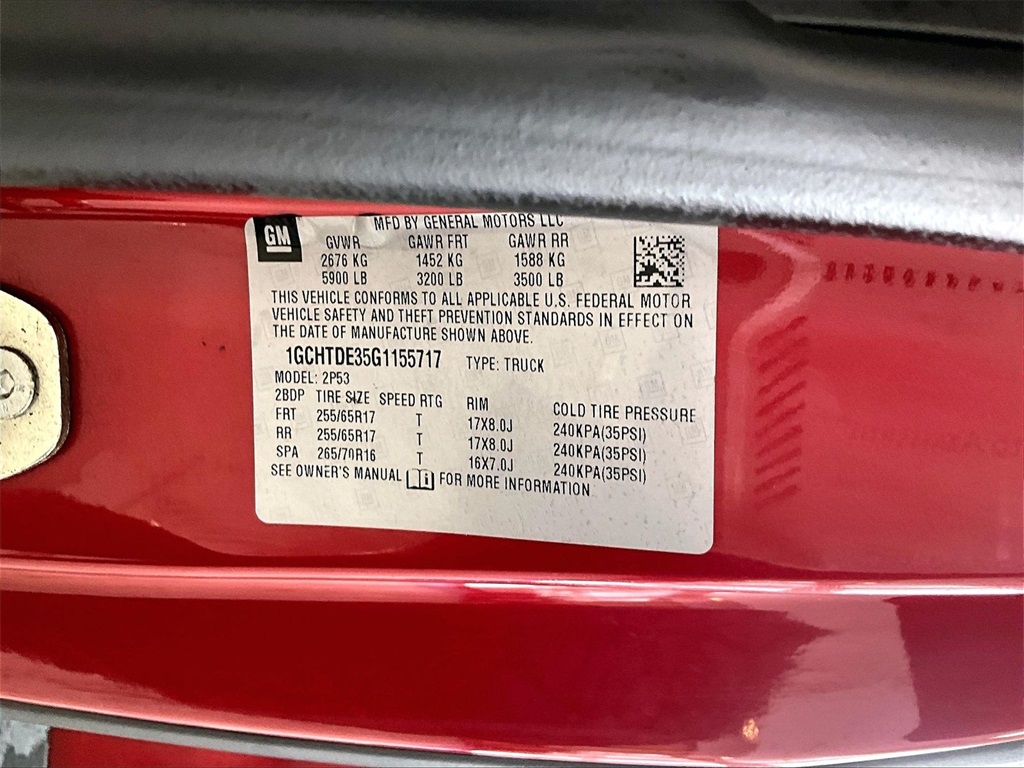 GM
MFD BY GENERAL MOTORS LLC
GVWR GAWR FRT GAWR RR
2676 KG 1452 KG 1588 KG
5900 LB 3200 LB 3500 LB
THIS VEHICLE CONFORMS TO ALL APPLICABLE U.S. FEDERAL MOTOR
VEHICLE SAFETY AND THEFT PREVENTION STANDARDS IN EFFECT ON
THE DATE OF MANUFACTURE SHOWN ABOVE.
1GCHTDE35G1155717 TYPE: TRUCK
MODEL: 2P53
2BDP TIRE SIZE SPEED RTG RIM COLD TIRE PRESSURE
FRT 255/65R17 T 17X8.0J 240KPA(35PSI)
RR 255/65R17 T 17X8.0J 240KPA(35PSI)
SPA 265/70R16 T 16X7.0J 240KPA(35PSI)
SEE OWNER'S MANUAL i FOR MORE INFORMATION